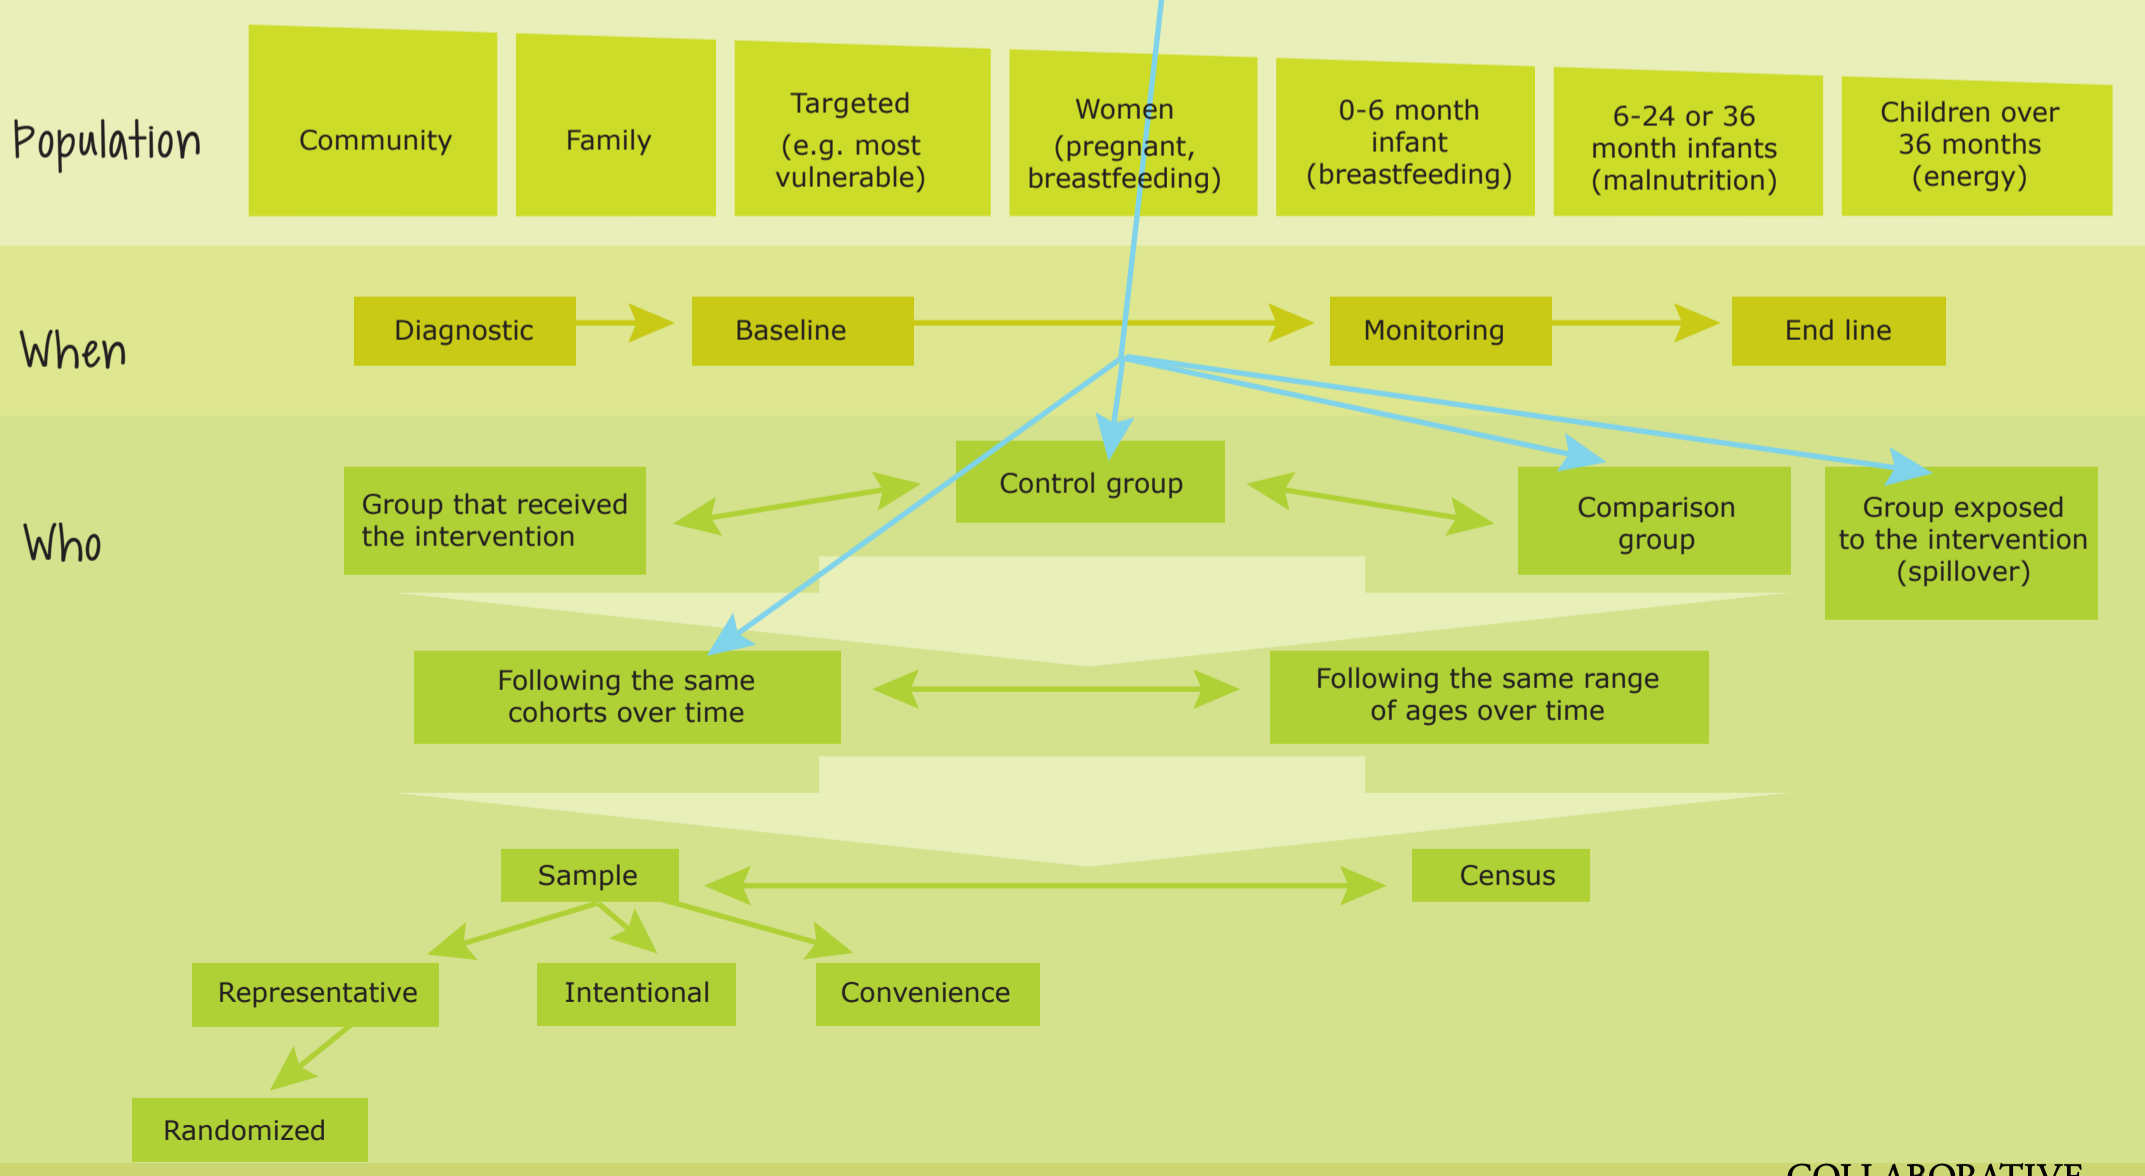 Population
Community
Family
Targeted
(e.g. most
vulnerable)
Women
(pregnant,
breastfeeding)
0-6 month
infant
(breastfeeding)
6-24 or 36
month infants
(malnutrition)
Children over
36 months
(energy)
When
Diagnostic
Baseline
Monitoring
End line
Who
Group that received
the intervention
Control group
Comparison
group
Group exposed
to the intervention
(spillover)
Following the same
cohorts over time
Following the same range
of ages over time
Sample
Census
Representative
Intentional
Convenience
Randomized
COLLABORATIVE